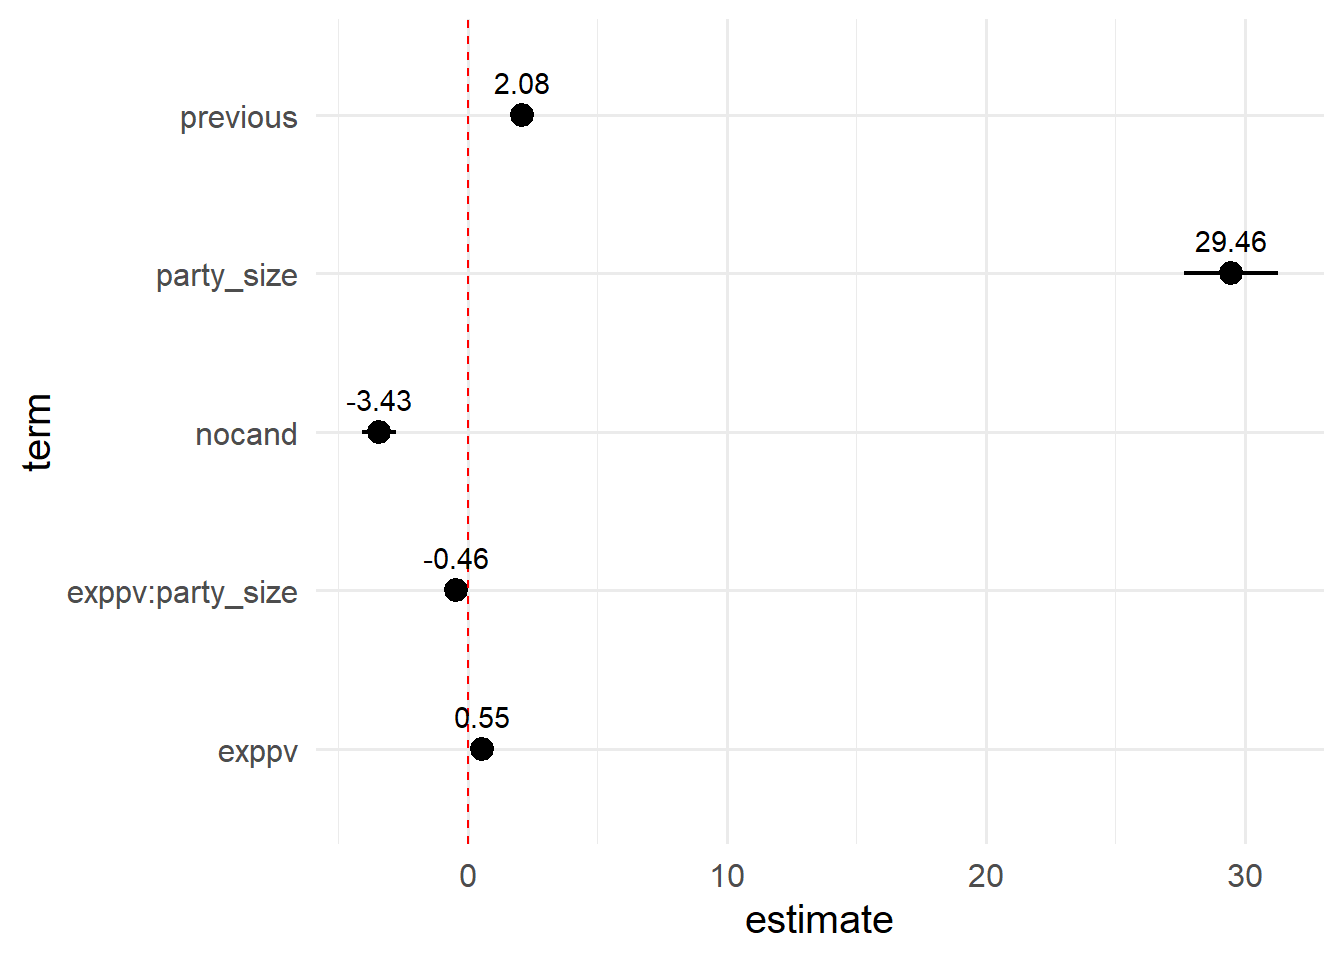 2.08
previous
29.46
party_size
-3.43
nocand
-0.46
exppv:party_size
0.55
exppv
term
0 10 20 30
estimate